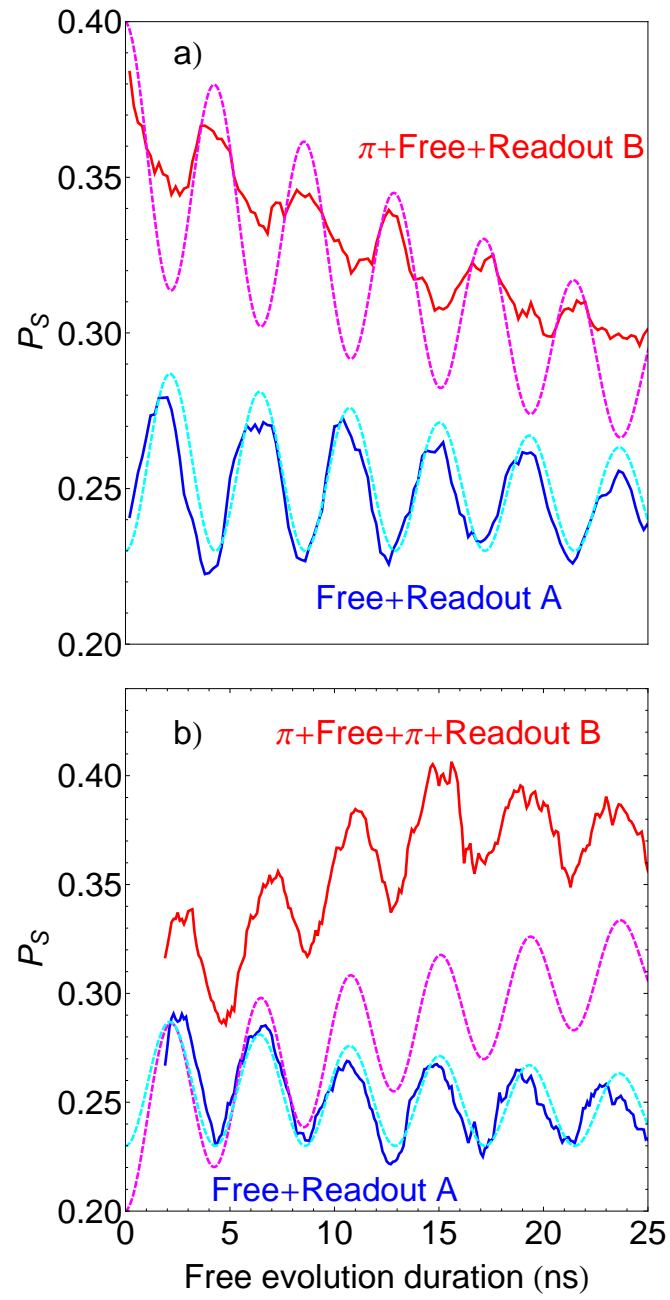 0.40
a)
π+Free+Readout B
0.35
P_S
0.30
0.25
Free+Readout A
0.20
b)
π+Free+π+Readout B
0.40
0.35
P_S
0.30
0.25
Free+Readout A
0.20
0 5 10 15 20 25
Free evolution duration (ns)